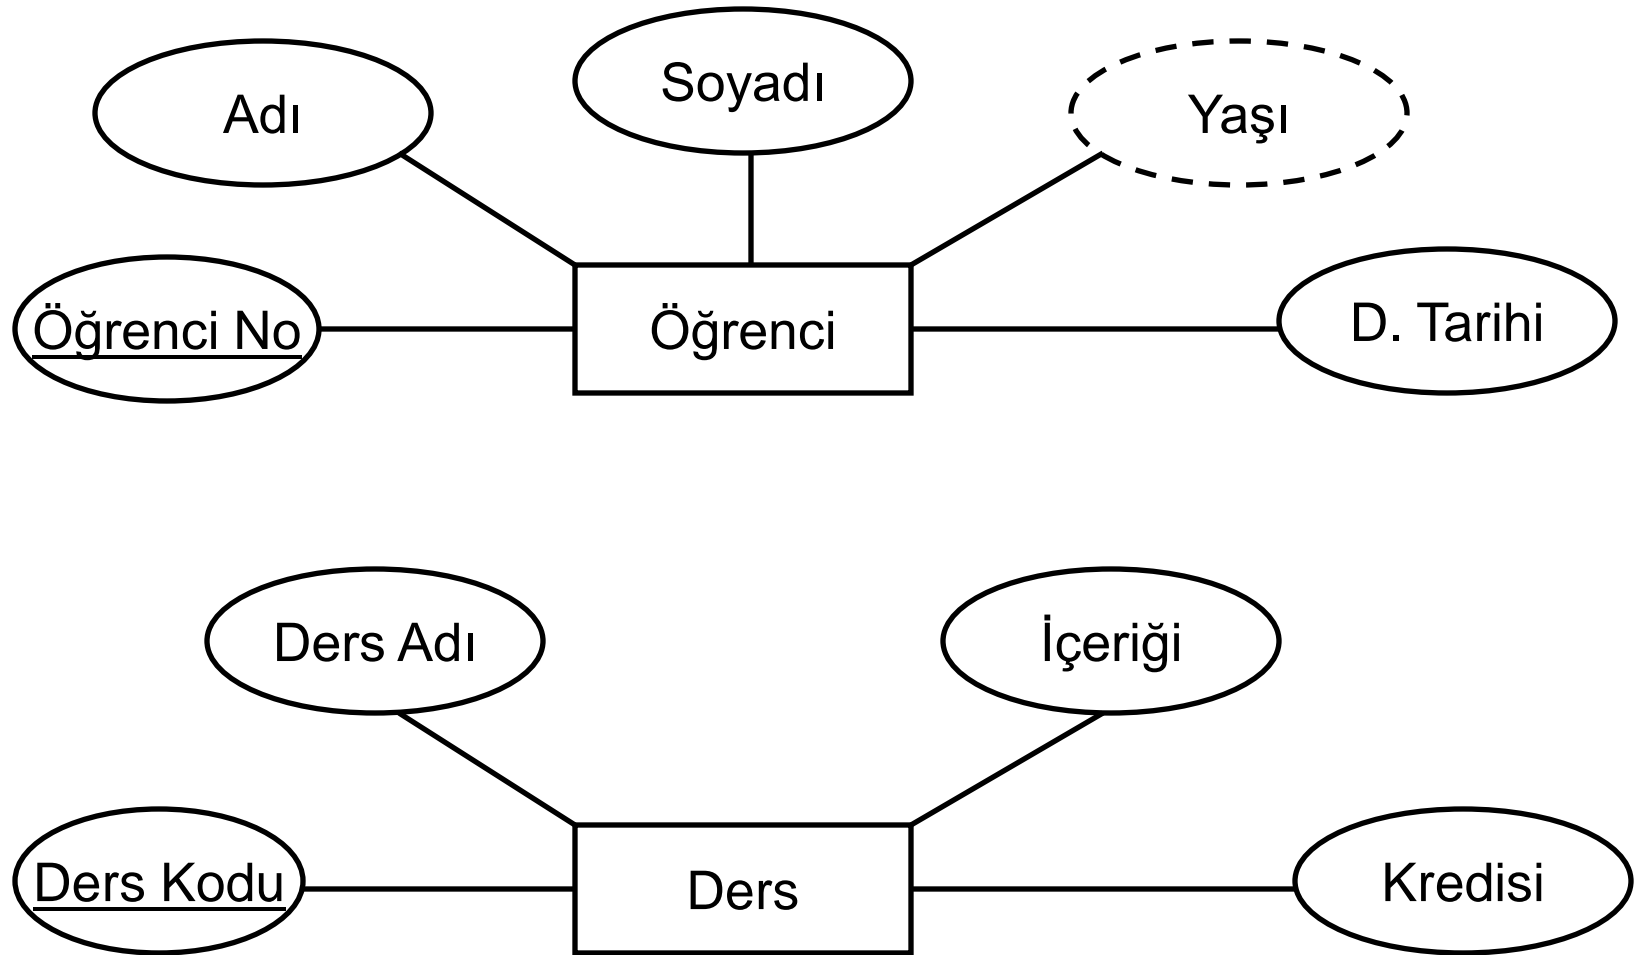 Soyadı
Adı
Yaşı
Öğrenci No
Öğrenci
D. Tarihi
Ders Adı
İçeriği
Ders Kodu
Ders
Kredisi